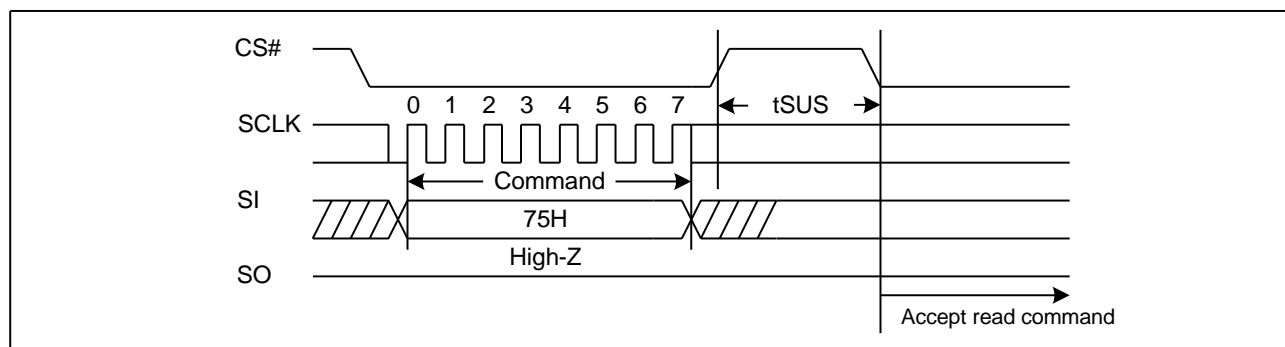 CS#
0 1 2 3 4 5 6 7
tSUS
SCLK
Command
SI
75H
High-Z
SO
Accept read command